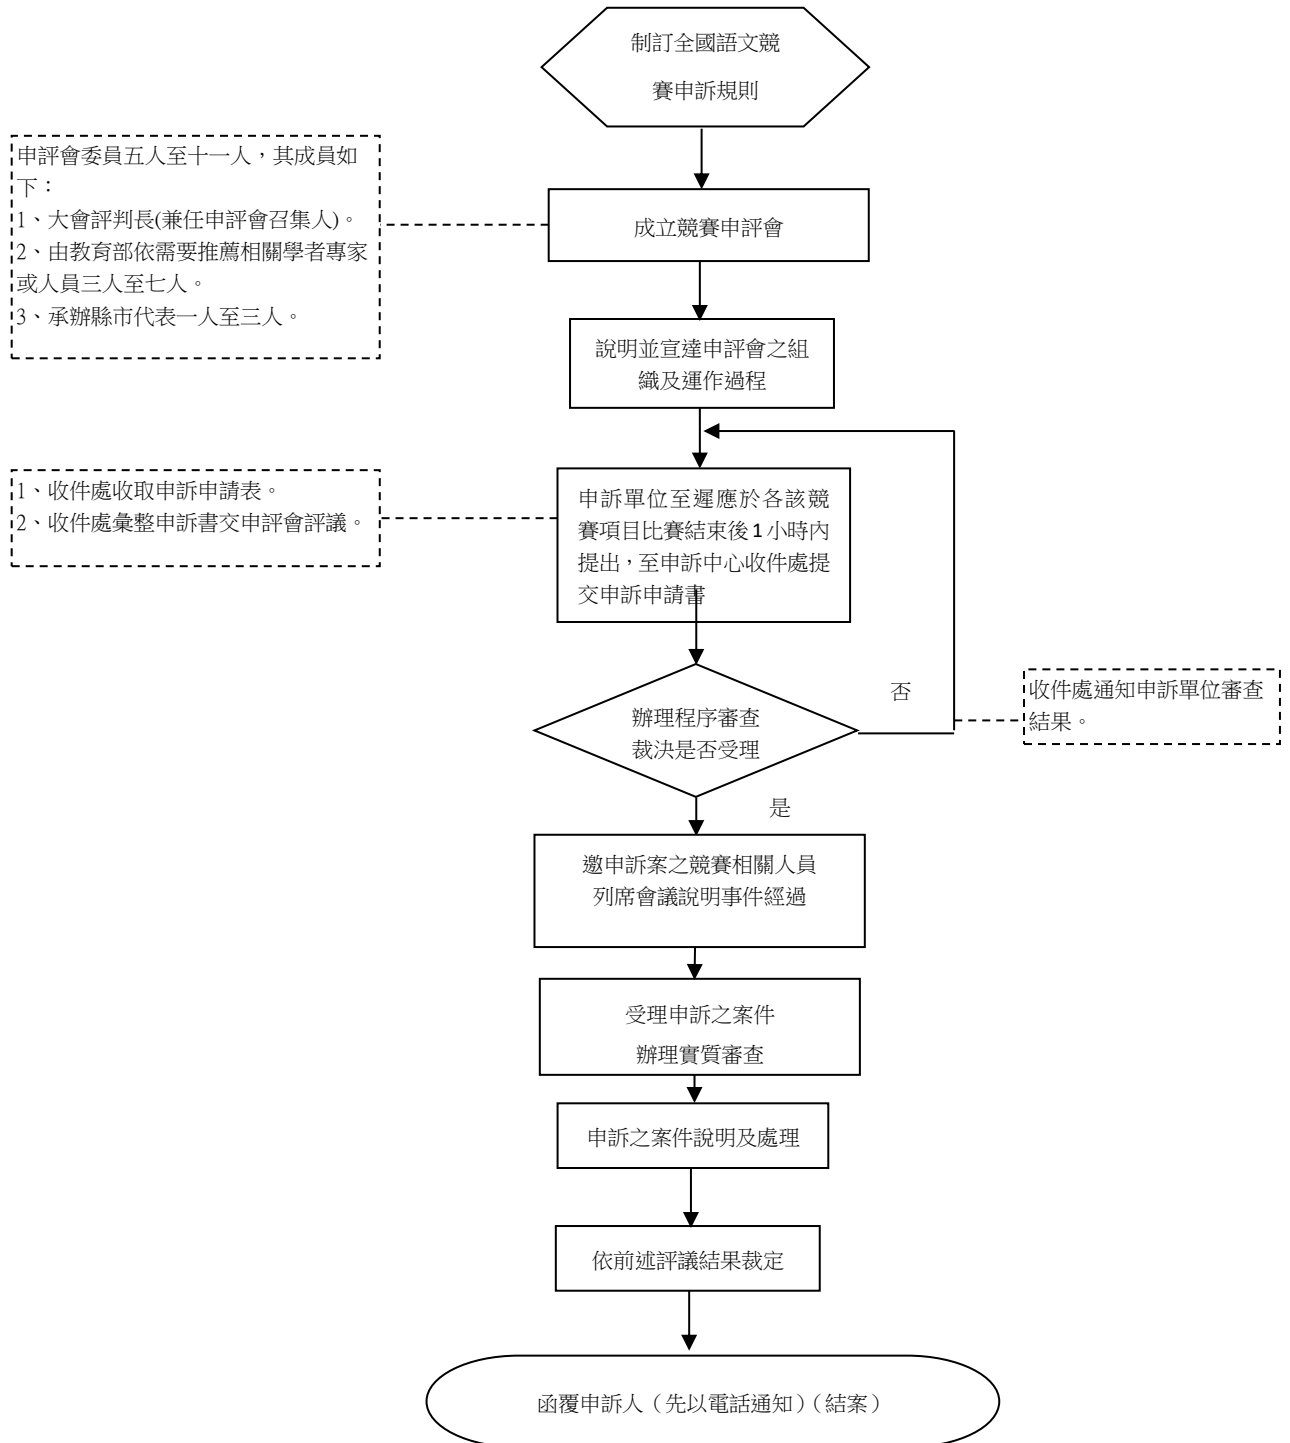 制訂全國語文競
賽申訴規則
申評會委員五人至十一人，其成員如
下：
1、大會評判長(兼任申評會召集人)。
2、由教育部依需要推薦相關學者專家
或人員三人至七人。
3、承辦縣市代表一人至三人。
成立競賽申評會
說明並宣達申評會之組
織及運作過程
1、收件處收取申訴申請表。
2、收件處彙整申訴書交申評會評議。
申訴單位至遲應於各該競
賽項目比賽結束後1小時內
提出，至申訴中心收件處提
交申訴申請書
辦理程序審查
裁決是否受理
否
收件處通知申訴單位審查
結果。
是
邀申訴案之競賽相關人員
列席會議說明事件經過
受理申訴之案件
辦理實質審查
申訴之案件說明及處理
依前述評議結果裁定
函覆申訴人（先以電話通知）（結案）